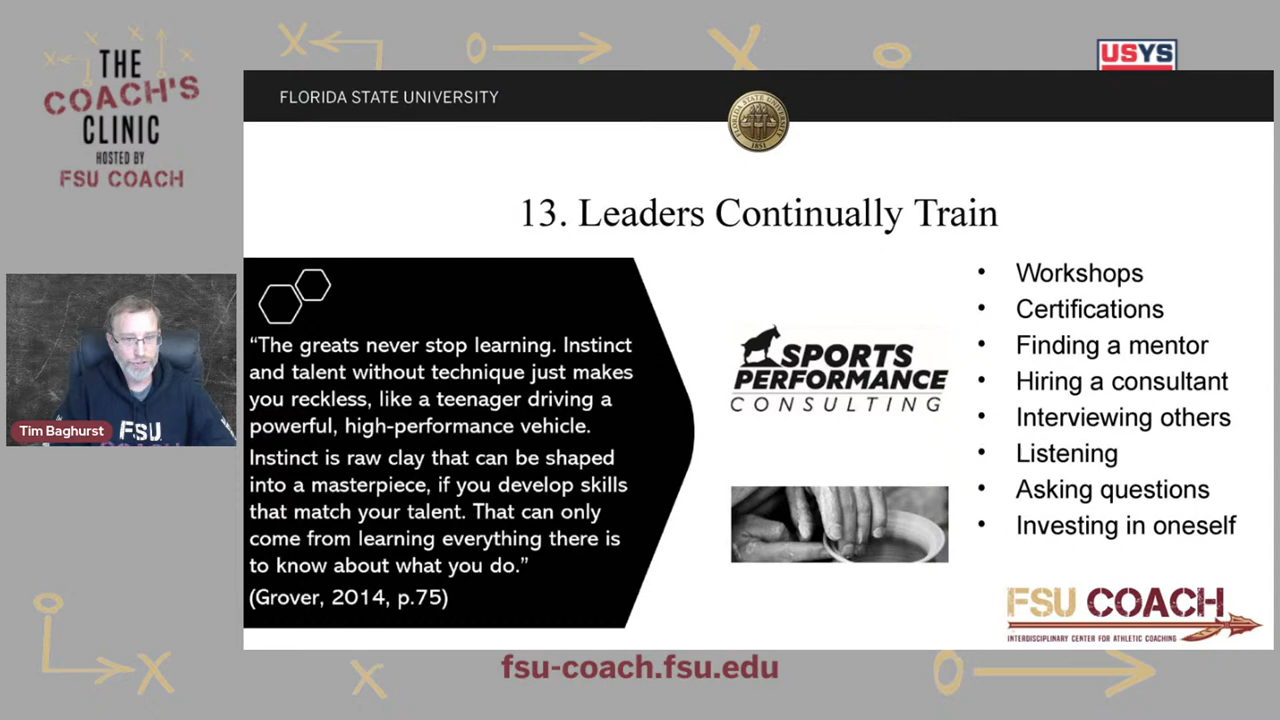 THE
COACH'S
CLINIC
HOSTED BY
FSU COACH
USYS
FLORIDA STATE UNIVERSITY
13. Leaders Continually Train
“The greats never stop learning. Instinct
and talent without technique just makes
you reckless, like a teenager driving a
powerful, high-performance vehicle.
Instinct is raw clay that can be shaped
into a masterpiece, if you develop skills
that match your talent. That can only
come from learning everything there is
to know about what you do.”
(Grover, 2014, p.75)
SPORTS
PERFORMANCE
CONSULTING
• Workshops
• Certifications
• Finding a mentor
• Hiring a consultant
• Interviewing others
• Listening
• Asking questions
• Investing in oneself
FSU COACH
INTERDISCIPLINARY CENTER FOR ATHLETIC COACHING
Tim Baghurst
FSU
fsu-coach.fsu.edu